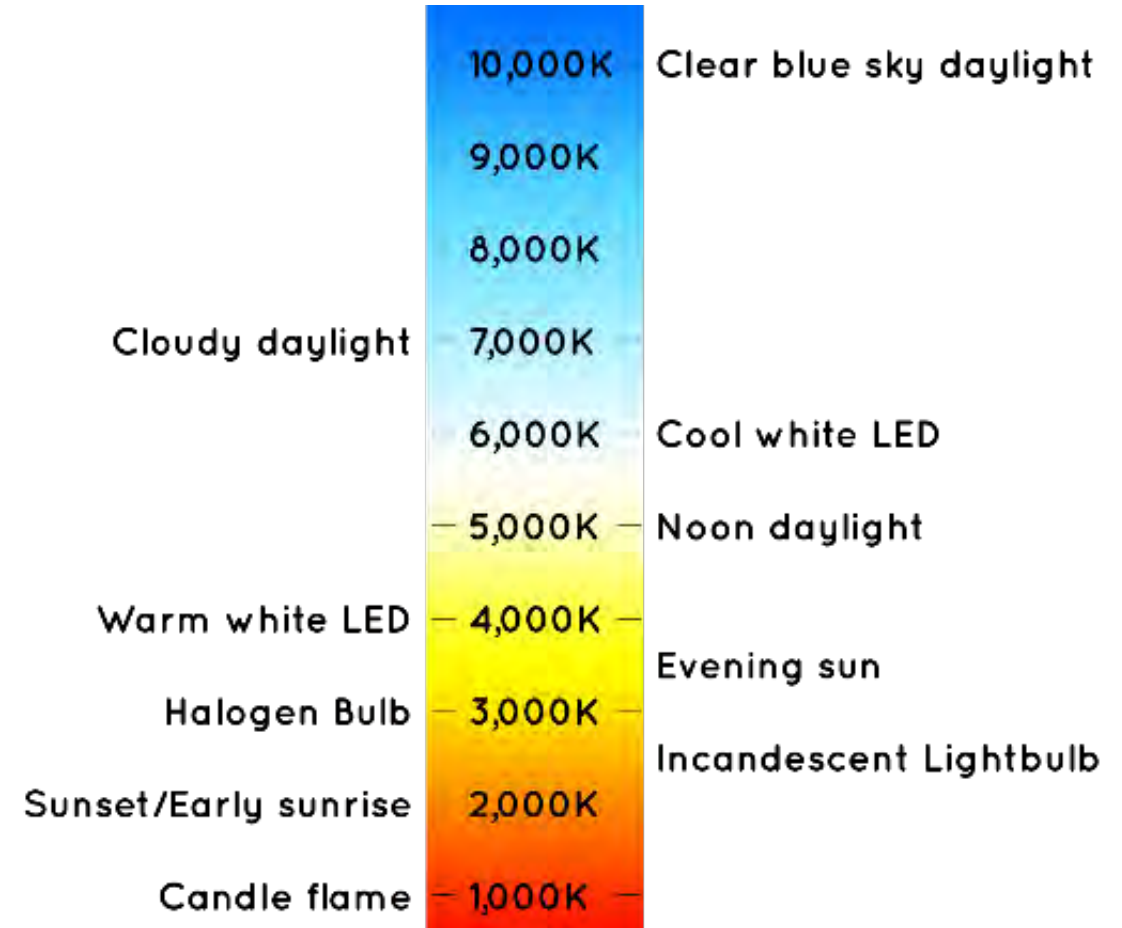 10,000K Clear blue sky daylight
9,000K
8,000K
Cloudy daylight 7,000K
6,000K Cool white LED
5,000K Noon daylight
Warm white LED 4,000K
Evening sun
Halogen Bulb 3,000K
Incandescent Lightbulb
Sunset/Early sunrise 2,000K
Candle flame 1,000K